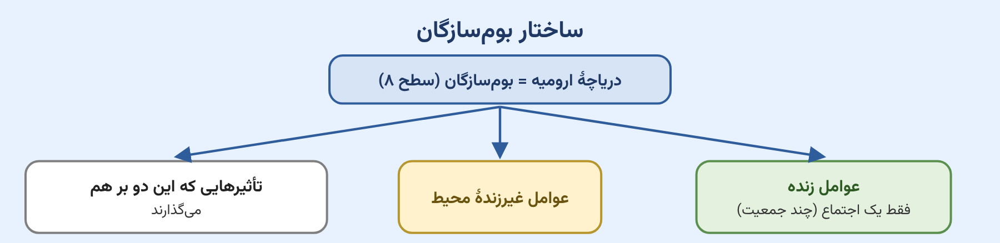 ساختار بوم‌سازگان
دریاچهٔ ارومیه = بوم‌سازگان (سطح ۸)
عوامل زنده
فقط یک اجتماع (چند جمعیت)
عوامل غیرزندهٔ محیط
تأثیرهایی که این دو بر هم
می‌گذارند